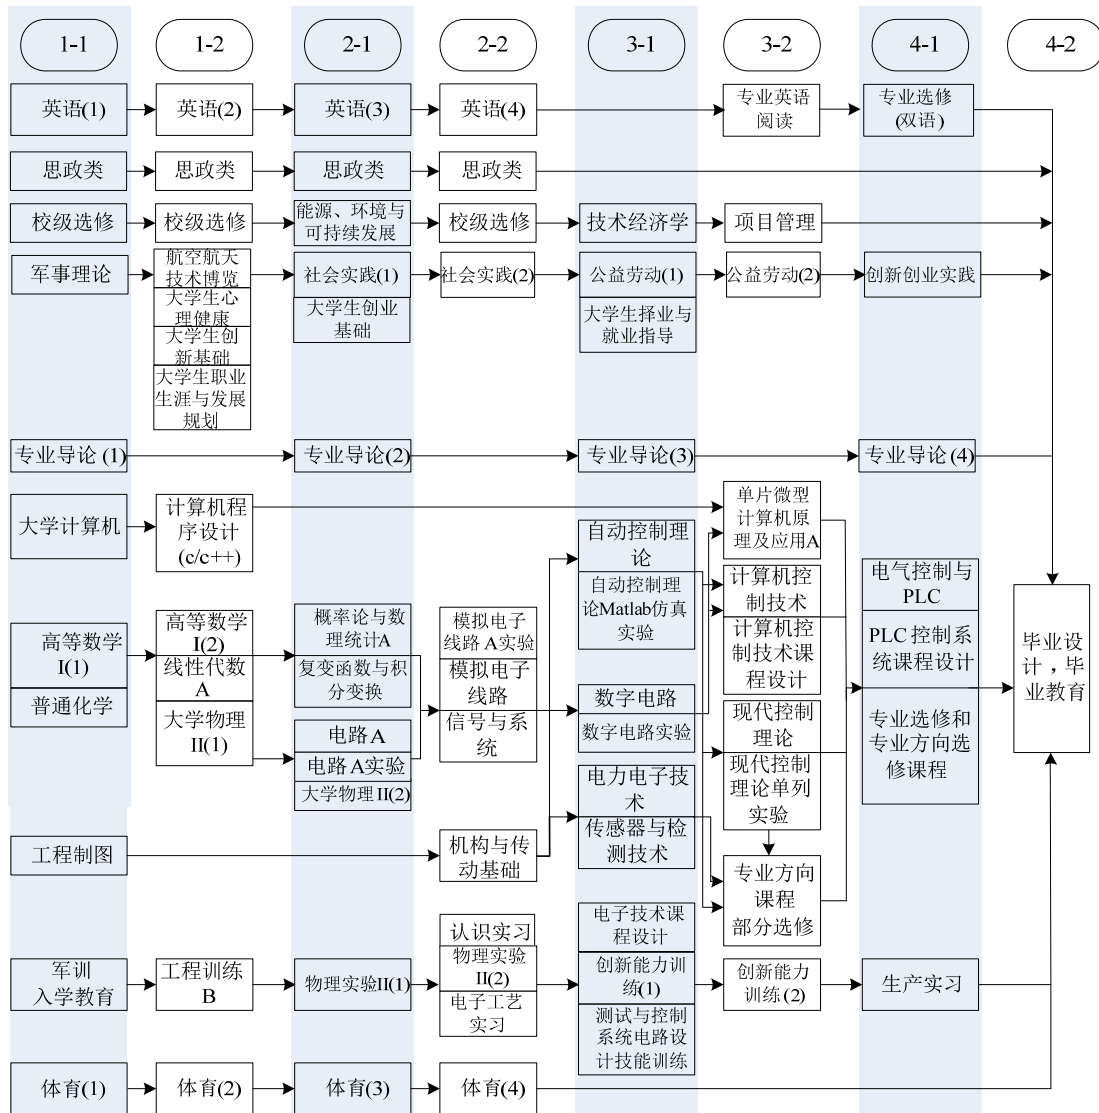 1-1
1-2
2-1
2-2
3-1
3-2
4-1
4-2
英语(1)
英语(2)
英语(3)
英语(4)
专业英语
阅读
专业选修
(双语)
思政类
思政类
思政类
思政类
校级选修
校级选修
能源、环境与
可持续发展
校级选修
技术经济学
项目管理
军事理论
航空航天
技术博览
大学生心
理健康
大学生创
新基础
大学生职业
生涯与发展
规划
社会实践(1)
大学生创业
基础
社会实践(2)
公益劳动(1)
大学生择业与
就业指导
公益劳动(2)
创新创业实践
专业导论(1)
专业导论(2)
专业导论(3)
专业导论(4)
大学计算机
计算机程
序设计
(c/c++)
单片微型
计算机原
理及应用A
自动控制理
论
自动控制理
论Matlab仿真
实验
计算机控
制技术
计算机控
制技术课
程设计
电气控制与
PLC
PLC 控制系
统课程设计
专业选修和
专业方向选
修课程
毕业设
计，毕
业教育
高等数学
I(1)
普通化学
高等数学
I(2)
线性代数
A
大学物理
II(1)
概率论与数
理统计A
复变函数与积
分变换
电路A
电路A实验
大学物理II(2)
模拟电子
线路A实验
模拟电子
线路
信号与系
统
数字电路
数字电路实验
现代控制
理论
现代控制
理论单列
实验
电力电子技
术
传感器与检
测技术
工程制图
机构与传
动基础
专业方向
课程
部分选修
军训
入学教育
工程训练
B
物理实验II(1)
认识实习
物理实验
II(2)
电子工艺
实习
电子技术课
程设计
创新能力训
练(1)
测试与控制
系统电路设
计技能训练
创新能力
训练(2)
生产实习
体育(1)
体育(2)
体育(3)
体育(4)